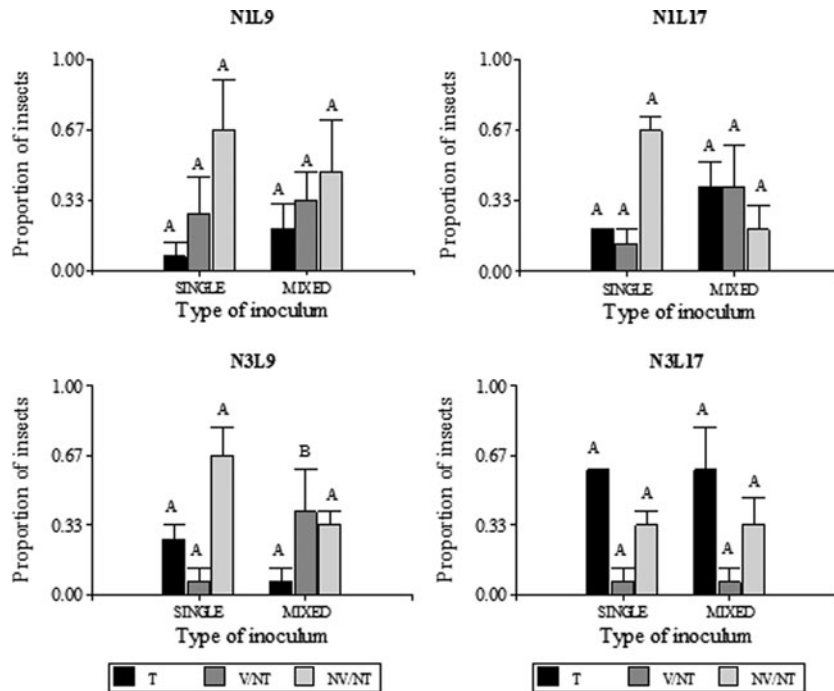 N1L9
Proportion of insects
1.00
0.67
0.33
0.00
A
A
A
A
A
A
SINGLE MIXED
Type of inoculum
N1L17
Proportion of insects
1.00
0.67
0.33
0.00
A
A
A
A
A
A
SINGLE MIXED
Type of inoculum
N3L9
Proportion of insects
1.00
0.67
0.33
0.00
A
A
A
A
B
A
SINGLE MIXED
Type of inoculum
N3L17
Proportion of insects
1.00
0.67
0.33
0.00
A
A
A
A
A
A
SINGLE MIXED
Type of inoculum
T V/NT NV/NT
T V/NT NV/NT